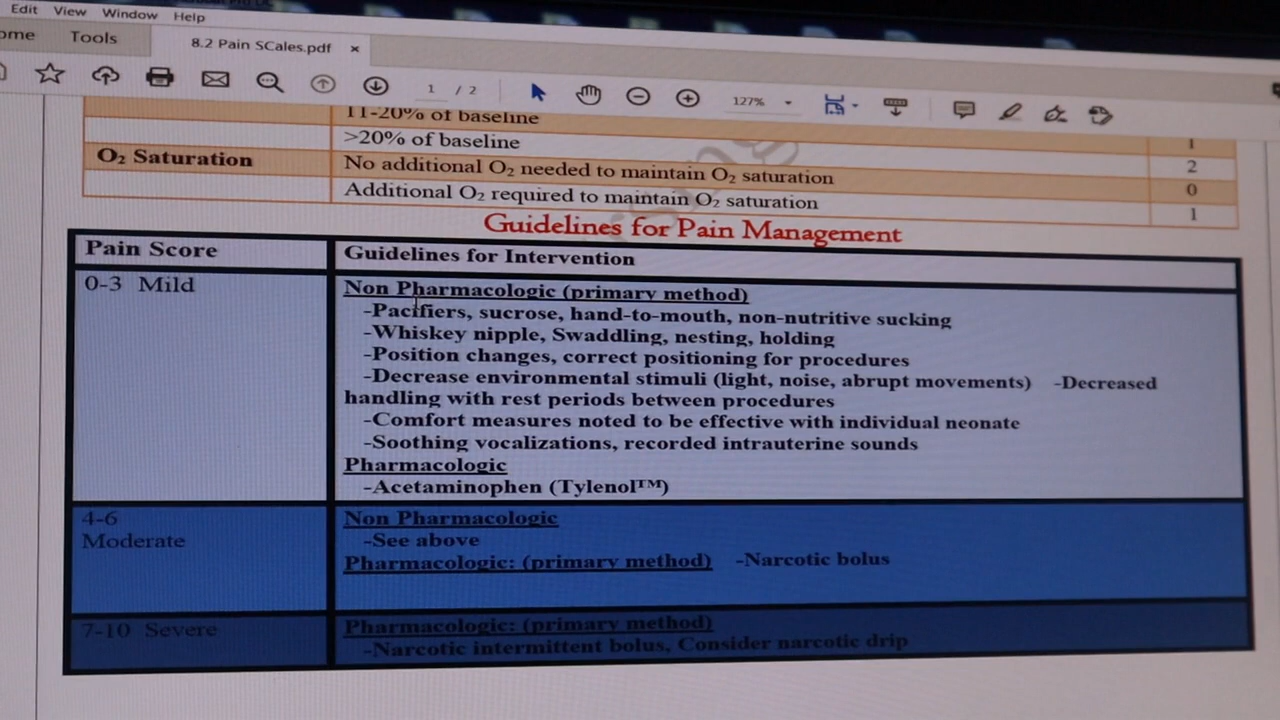 Edit View Window Help
ome Tools 8.2 Pain SCales.pdf ×
1 / 2 127%
11-20% of baseline 1
>20% of baseline 2
O₂ Saturation No additional O₂ needed to maintain O₂ saturation 0
Additional O₂ required to maintain O₂ saturation 1
Guidelines for Pain Management
Pain Score Guidelines for Intervention
0-3 Mild Non Pharmacologic (primary method)
-Pacifiers, sucrose, hand-to-mouth, non-nutritive sucking
-Whiskey nipple, Swaddling, nesting, holding
-Position changes, correct positioning for procedures
-Decrease environmental stimuli (light, noise, abrupt movements) -Decreased
handling with rest periods between procedures
-Comfort measures noted to be effective with individual neonate
-Soothing vocalizations, recorded intrauterine sounds
Pharmacologic
-Acetaminophen (Tylenol™)
4-6 Non Pharmacologic
Moderate -See above
Pharmacologic: (primary method) -Narcotic bolus
7-10 Severe Pharmacologic: (primary method)
-Narcotic intermittent bolus, Consider narcotic drip